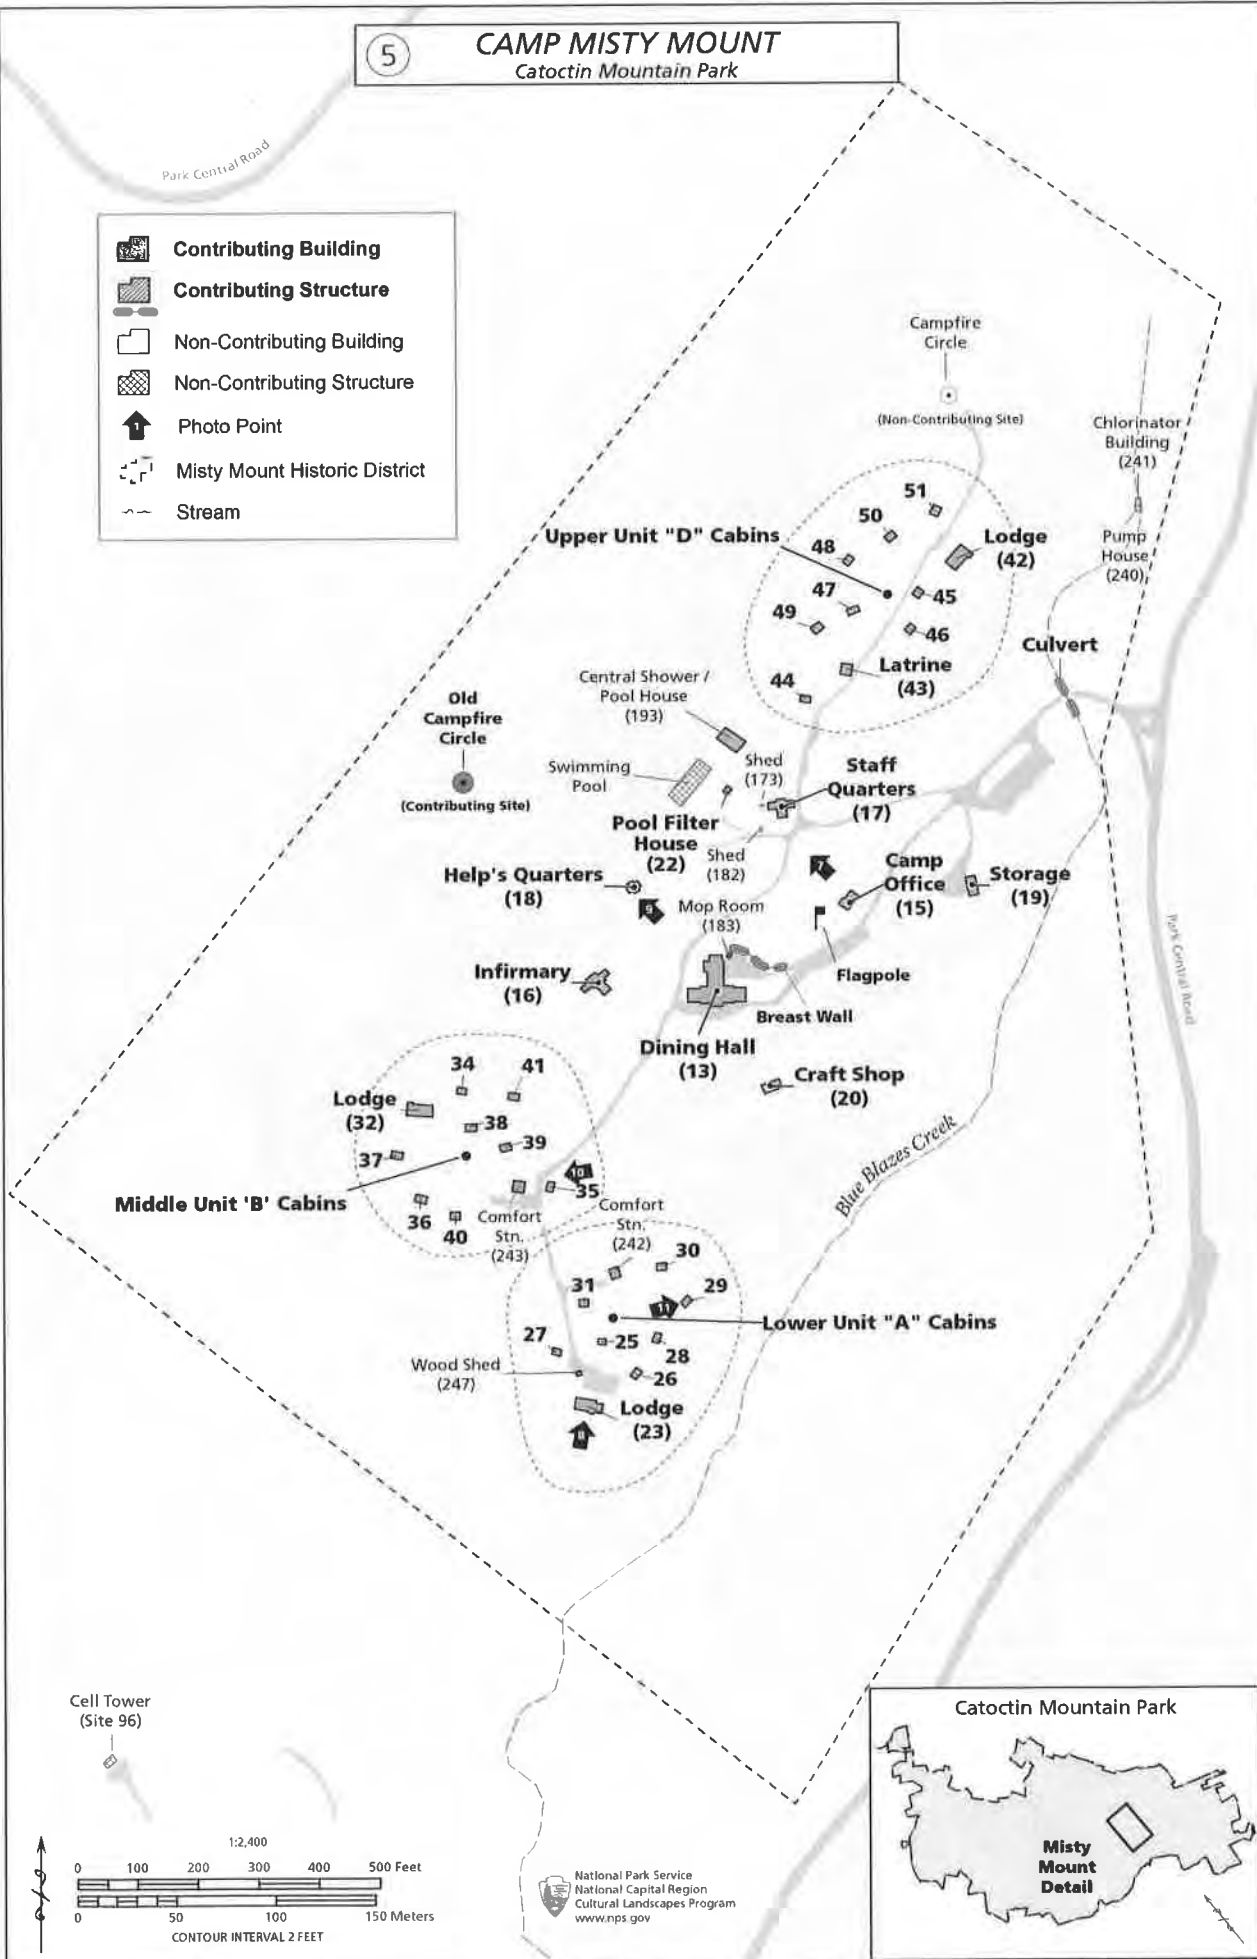 5
CAMP MISTY MOUNT
Catoctin Mountain Park
Park Central Road
Contributing Building
Contributing Structure
Non-Contributing Building
Non-Contributing Structure
1
Photo Point
Misty Mount Historic District
Stream
Campfire
Circle
(Non-Contributing Site)
Chlorinator
Building
(241)
Pump
House
(240)
51
50
Upper Unit "D" Cabins
48
Lodge
(42)
47
45
49
46
Culvert
Latrine
(43)
44
Central Shower /
Pool House
(193)
Old
Campfire
Circle
(Contributing Site)
Swimming
Pool
Shed
(173)
Staff
Quarters
(17)
Pool Filter
House
(22)
Shed
(182)
7
Camp
Office
(15)
Storage
(19)
Help's Quarters
(18)
9
Mop Room
(183)
Flagpole
Park Central Road
Infirmary
(16)
Breast Wall
Dining Hall
(13)
Craft Shop
(20)
34
41
Lodge
(32)
38
39
37
10
35
Middle Unit 'B' Cabins
36
40
Comfort
Stn.
(243)
Comfort
Stn.
(242)
Blue Blazes Creek
30
31
29
11
Lower Unit "A" Cabins
27
25
28
26
Wood Shed
(247)
Lodge
(23)
8
Cell Tower
(Site 96)
1:2,400
0 100 200 300 400 500 Feet
0 50 100 150 Meters
CONTOUR INTERVAL 2 FEET
National Park Service
National Capital Region
Cultural Landscapes Program
www.nps.gov
Catoctin Mountain Park
Misty
Mount
Detail